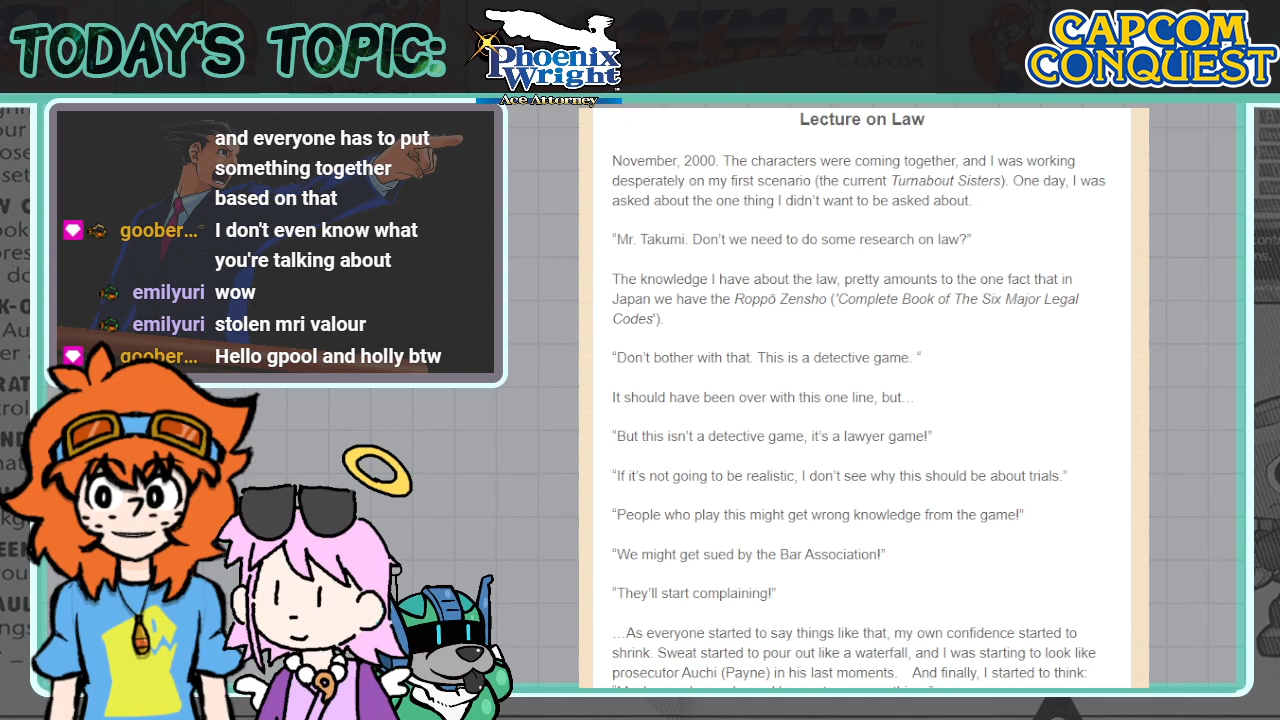 TODAY'S TOPIC:
Phoenix
Wright
Ace Attorney
CAPCOM
CONQUEST
and everyone has to put
something together
based on that
goober... I don't even know what
you're talking about
emilyuri wow
emilyuri stolen mri valour
goober... Hello gpool and holly btw
Lecture on Law
November, 2000. The characters were coming together, and I was working
desperately on my first scenario (the current Turnabout Sisters). One day, I was
asked about the one thing I didn't want to be asked about.
“Mr. Takumi. Don't we need to do some research on law?”
The knowledge I have about the law, pretty amounts to the one fact that in
Japan we have the Roppō Zensho ('Complete Book of The Six Major Legal
Codes').
“Don't bother with that. This is a detective game. “
It should have been over with this one line, but…
“But this isn't a detective game, it's a lawyer game!”
“If it's not going to be realistic, I don't see why this should be about trials.”
“People who play this might get wrong knowledge from the game!”
“We might get sued by the Bar Association!”
“They'll start complaining!”
…As everyone started to say things like that, my own confidence started to
shrink. Sweat started to pour out like a waterfall, and I was starting to look like
prosecutor Auchi (Payne) in his last moments. And finally, I started to think: